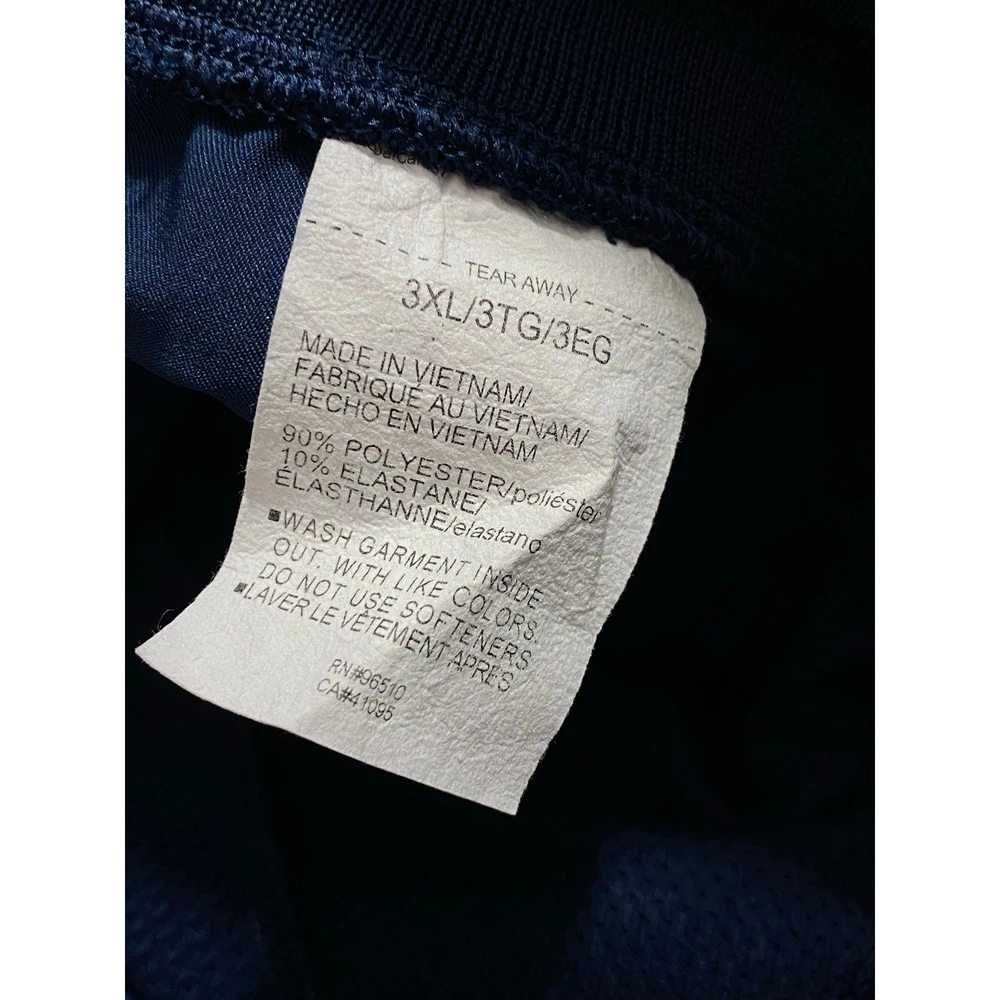 TEAR AWAY
3XL/3TG/3EG
MADE IN VIETNAM/
FABRIQUÉ AU VIETNAM/
HECHO EN VIETNAM
90% POLYESTER/poliéster
10% ELASTANE/
ÉLASTHANNE/elastano
WASH GARMENT INSIDE
OUT. WITH LIKE COLORS.
DO NOT USE SOFTENERS
LAVER LE VÊTEMENT APRÈS
RN#96510
CA#41095